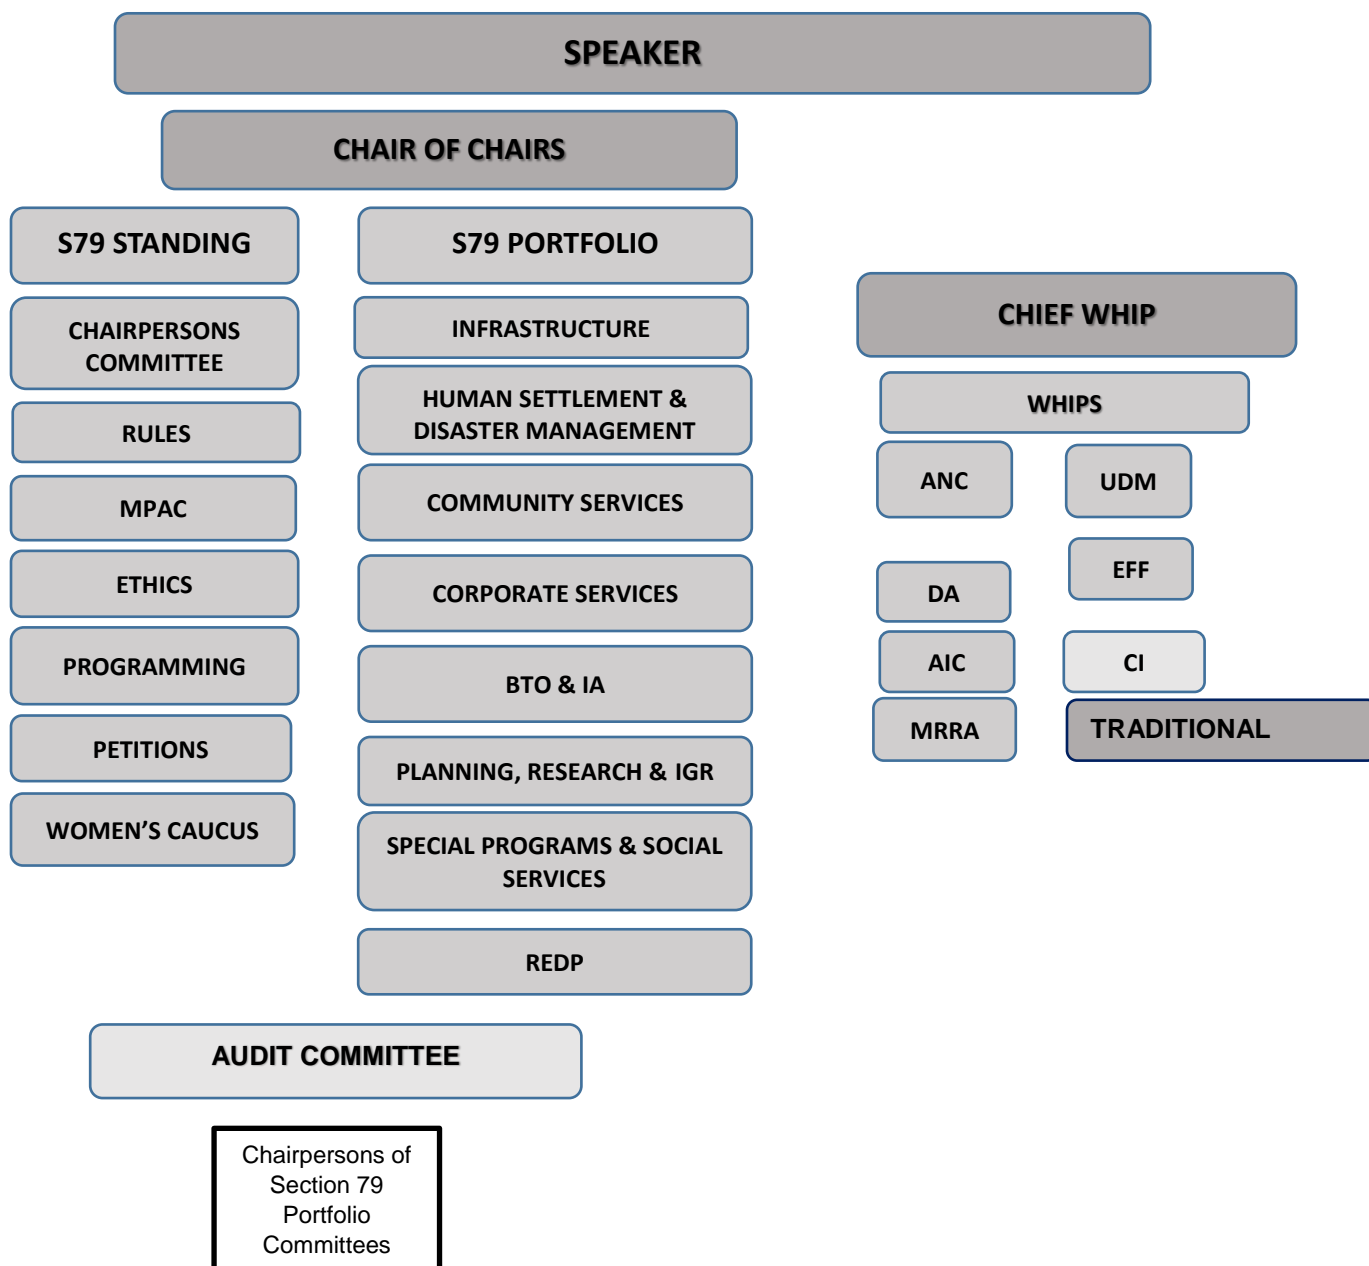 SPEAKER
CHAIR OF CHAIRS
S79 STANDING
CHAIRPERSONS
COMMITTEE
RULES
MPAC
ETHICS
PROGRAMMING
PETITIONS
WOMEN’S CAUCUS
S79 PORTFOLIO
INFRASTRUCTURE
HUMAN SETTLEMENT &
DISASTER MANAGEMENT
COMMUNITY SERVICES
CORPORATE SERVICES
BTO & IA
PLANNING, RESEARCH & IGR
SPECIAL PROGRAMS & SOCIAL
SERVICES
REDP
CHIEF WHIP
WHIPS
ANC
UDM
EFF
DA
AIC
CI
MRRA
TRADITIONAL
AUDIT COMMITTEE
Chairpersons of
Section 79
Portfolio
Committees